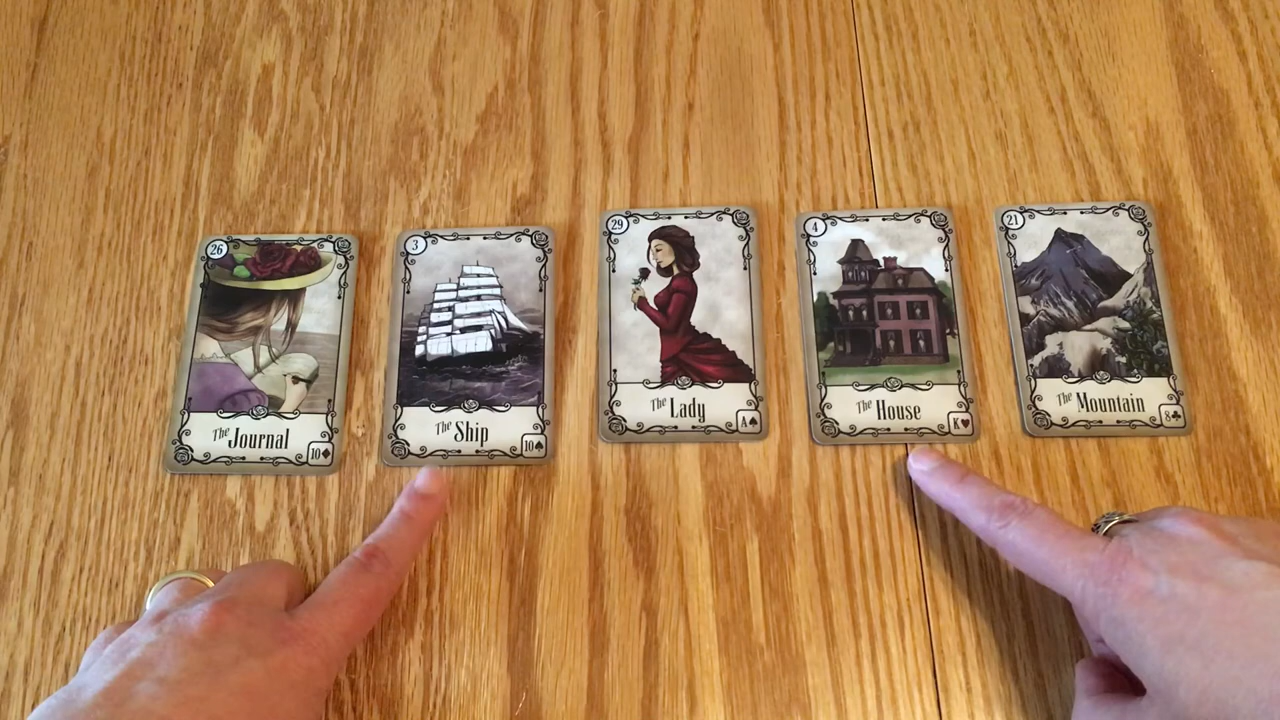 26
The Journal
10♦
3
The Ship
10♠
29
The Lady
A♠
4
The House
K♥
21
The Mountain
8♣